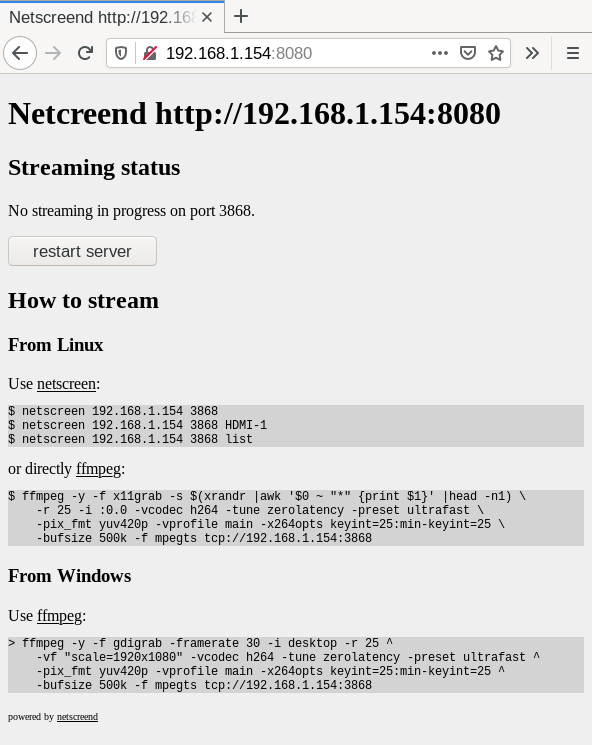 Netscreend http://192.168
192.168.1.154:8080
Netcreend http://192.168.1.154:8080
Streaming status
No streaming in progress on port 3868.
restart server
How to stream
From Linux
Use netscreen:
$ netscreen 192.168.1.154 3868
$ netscreen 192.168.1.154 3868 HDMI-1
$ netscreen 192.168.1.154 3868 list
or directly ffmpeg:
$ ffmpeg -y -f x11grab -s $(xrandr |awk '$0 ~ "*" {print $1}' |head -n1) \
    -r 25 -i :0.0 -vcodec h264 -tune zerolatency -preset ultrafast \
    -pix_fmt yuv420p -vprofile main -x264opts keyint=25:min-keyint=25 \
    -bufsize 500k -f mpegts tcp://192.168.1.154:3868
From Windows
Use ffmpeg:
> ffmpeg -y -f gdigrab -framerate 30 -i desktop -r 25 ^
    -vf "scale=1920x1080" -vcodec h264 -tune zerolatency -preset ultrafast ^
    -pix_fmt yuv420p -vprofile main -x264opts keyint=25:min-keyint=25 ^
    -bufsize 500k -f mpegts tcp://192.168.1.154:3868
powered by netscreend